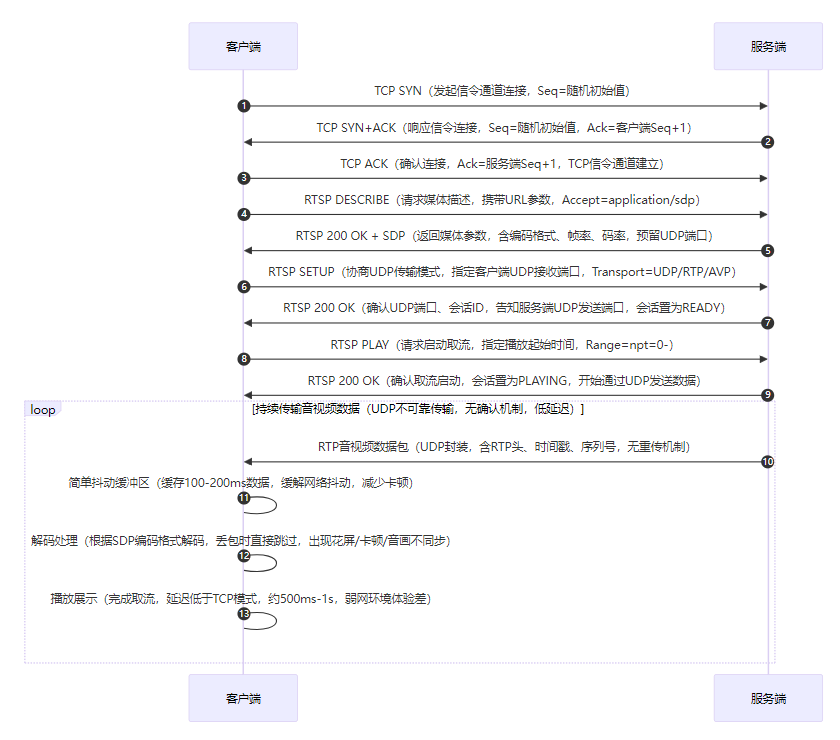 客户端
服务端
TCP SYN（发起信令通道连接，Seq=随机初始值）
1
TCP SYN+ACK（响应信令连接，Seq=随机初始值，Ack=客户端Seq+1）
2
TCP ACK（确认连接，Ack=服务端Seq+1，TCP信令通道建立）
3
RTSP DESCRIBE（请求媒体描述，携带URL参数，Accept=application/sdp）
4
RTSP 200 OK + SDP（返回媒体参数，含编码格式、帧率、码率，预留UDP端口）
5
RTSP SETUP（协商UDP传输模式，指定客户端UDP接收端口，Transport=UDP/RTP/AVP）
6
RTSP 200 OK（确认UDP端口、会话ID，告知服务端UDP发送端口，会话置为READY）
7
RTSP PLAY（请求启动取流，指定播放起始时间，Range=npt=0-）
8
RTSP 200 OK（确认取流启动，会话置为PLAYING，开始通过UDP发送数据）
9
loop
[持续传输音视频数据（UDP不可靠传输，无确认机制，低延迟）]
RTP音视频数据包（UDP封装，含RTP头、时间戳、序列号，无重传机制）
10
简单抖动缓冲区（缓存100-200ms数据，缓解网络抖动，减少卡顿）
11
解码处理（根据SDP编码格式解码，丢包时直接跳过，出现花屏/卡顿/音画不同步）
12
播放展示（完成取流，延迟低于TCP模式，约500ms-1s，弱网环境体验差）
13
客户端
服务端